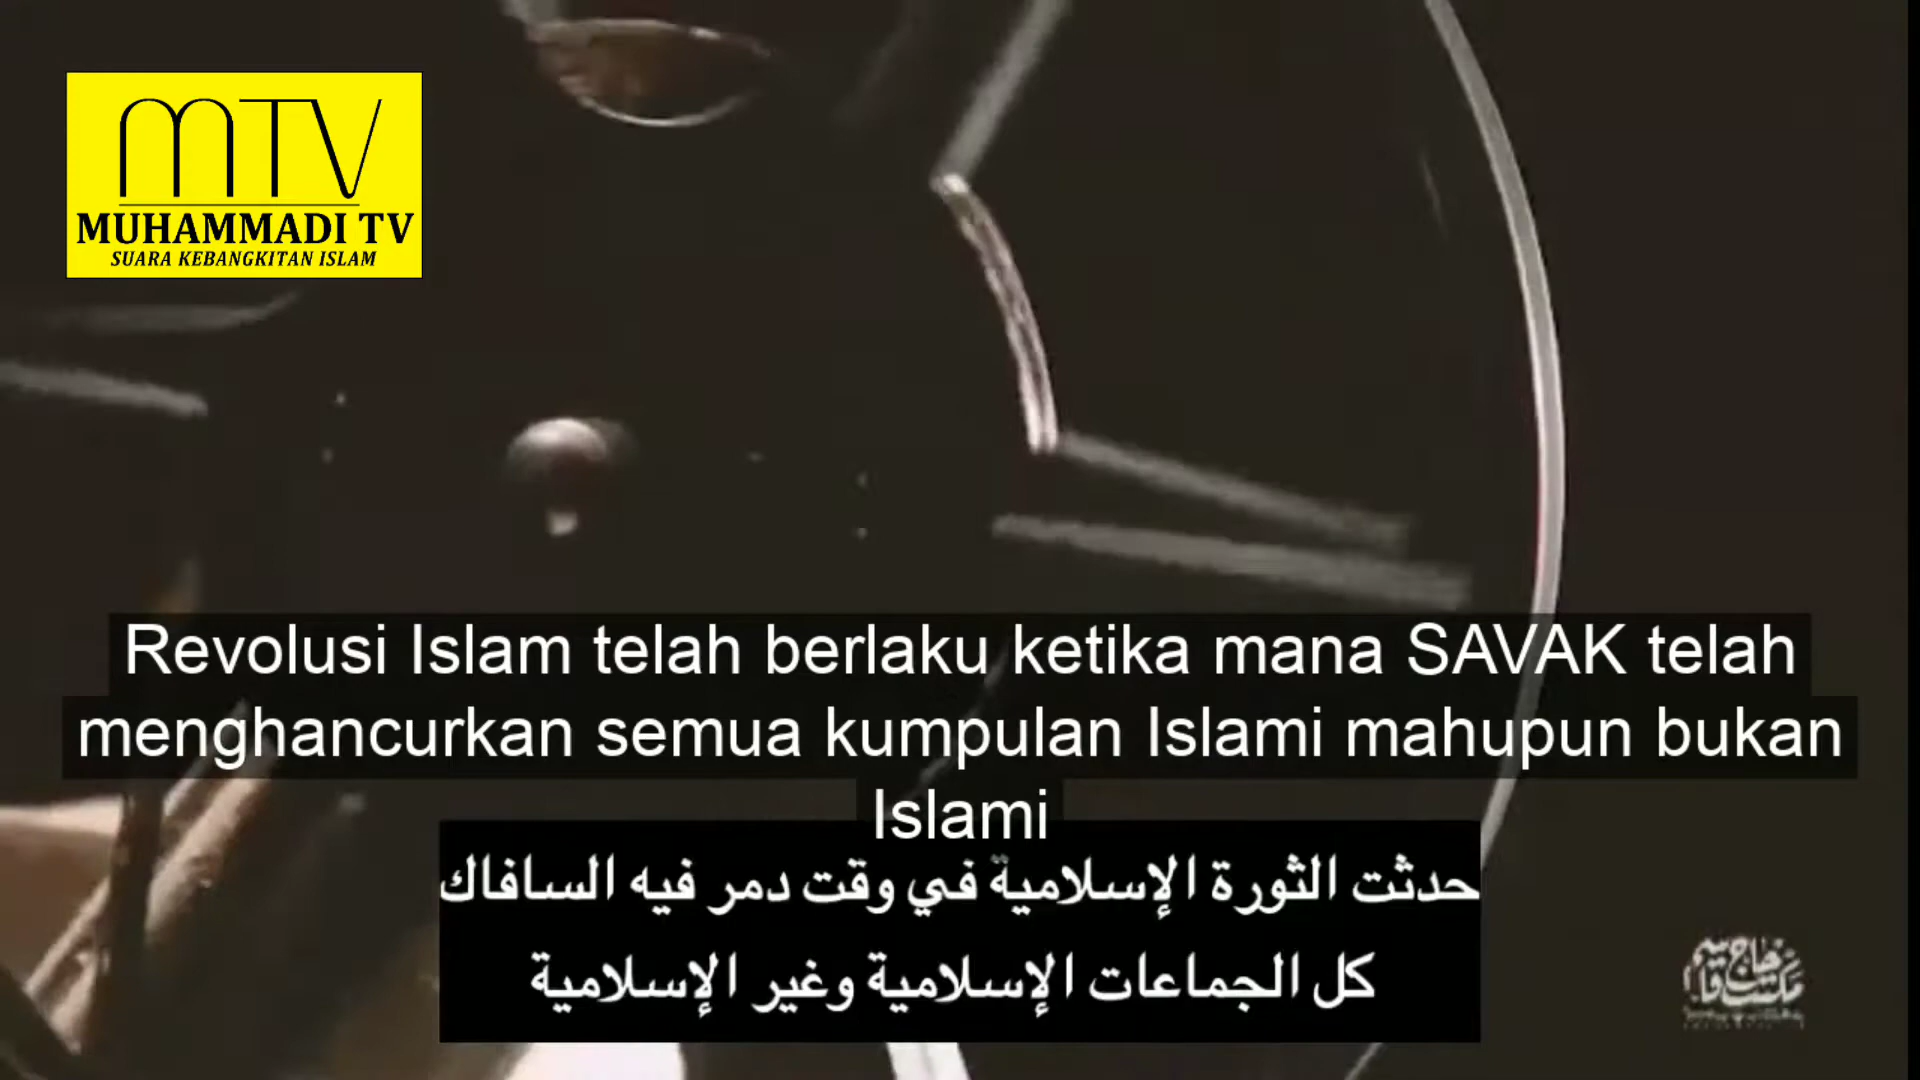 MTV
MUHAMMADI TV
SUARA KEBANGKITAN ISLAM
Revolusi Islam telah berlaku ketika mana SAVAK telah
menghancurkan semua kumpulan Islami mahupun bukan
Islami
حدثت الثورة الإسلامية في وقت دمر فيه السافاك
كل الجماعات الإسلامية وغير الإسلامية